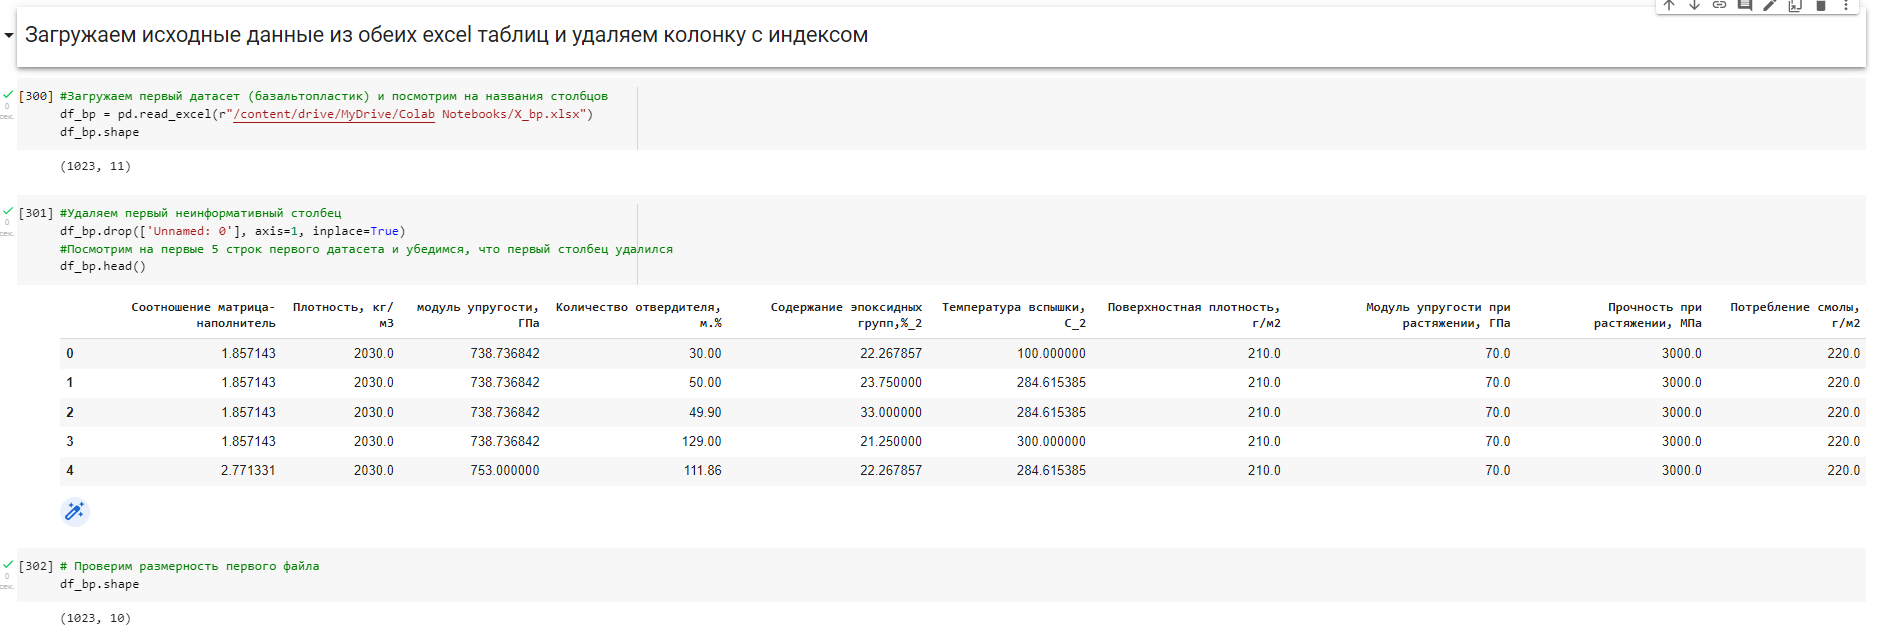 Загружаем исходные данные из обеих excel таблиц и удаляем колонку с индексом
[300] #Загружаем первый датасет (базальтопластик) и посмотрим на названия столбцов
df_bp = pd.read_excel(r"/content/drive/MyDrive/Colab Notebooks/X_bp.xlsx")
df_bp.shape
0
сек.
(1023, 11)
[301] #Удаляем первый неинформативный столбец
df_bp.drop(['Unnamed: 0'], axis=1, inplace=True)
#Посмотрим на первые 5 строк первого датасета и убедимся, что первый столбец удалился
df_bp.head()
0
сек.
Соотношение матрица- Плотность, кг/ модуль упругости, Количество отвердителя, Содержание эпоксидных Температура вспышки, Поверхностная плотность, Модуль упругости при Прочность при Потребление смолы,
наполнитель м3 ГПа м.% групп,%_2 С_2 г/м2 растяжении, ГПа растяжении, МПа г/м2
0 1.857143 2030.0 738.736842 30.00 22.267857 100.000000 210.0 70.0 3000.0 220.0
1 1.857143 2030.0 738.736842 50.00 23.750000 284.615385 210.0 70.0 3000.0 220.0
2 1.857143 2030.0 738.736842 49.90 33.000000 284.615385 210.0 70.0 3000.0 220.0
3 1.857143 2030.0 738.736842 129.00 21.250000 300.000000 210.0 70.0 3000.0 220.0
4 2.771331 2030.0 753.000000 111.86 22.267857 284.615385 210.0 70.0 3000.0 220.0
[302] # Проверим размерность первого файла
df_bp.shape
0
сек.
(1023, 10)